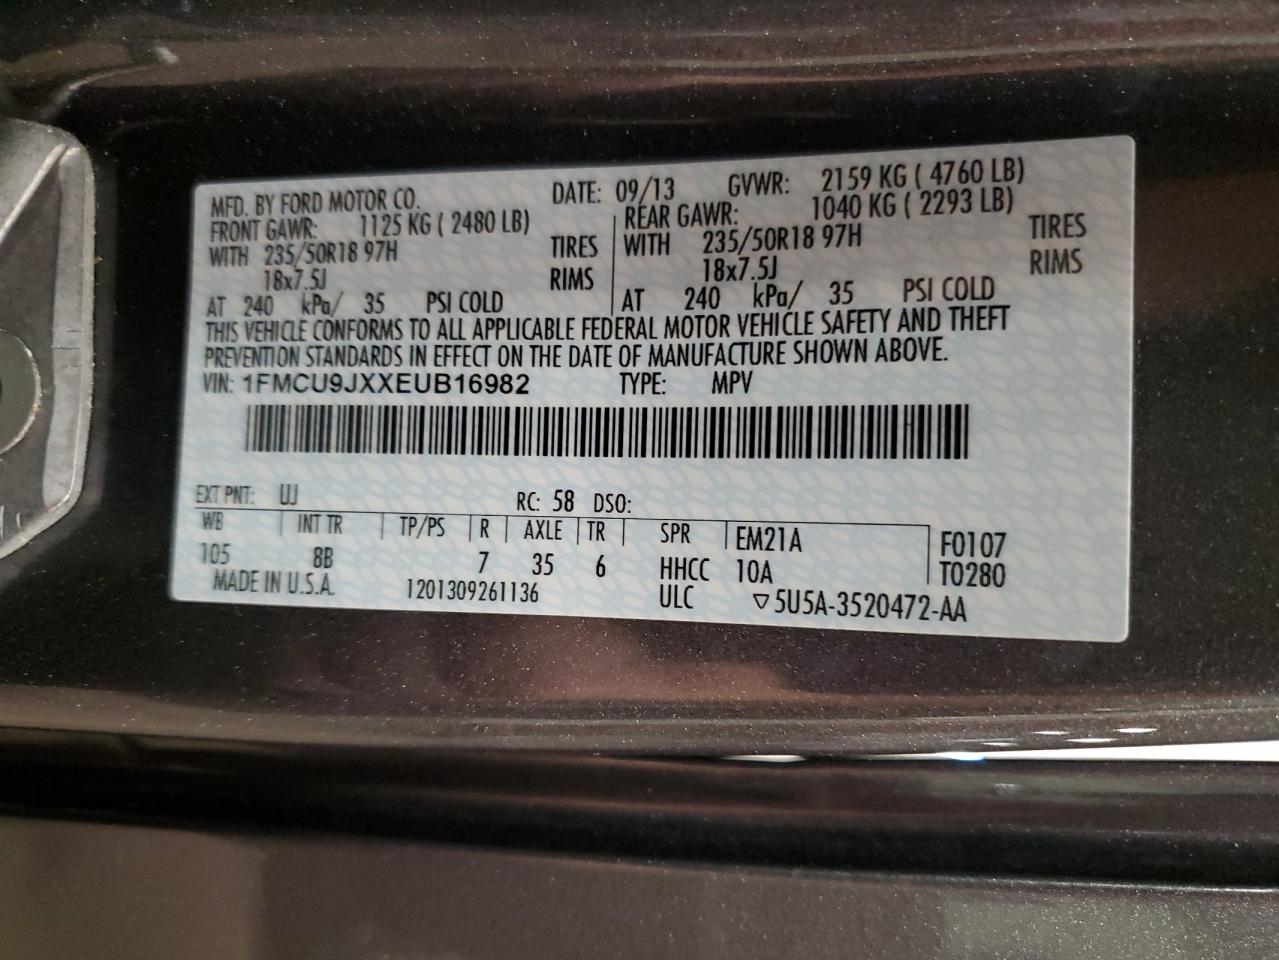 MFD. BY FORD MOTOR CO. DATE: 09/13 GVWR: 2159 KG ( 4760 LB)
FRONT GAWR: 1125 KG ( 2480 LB) REAR GAWR: 1040 KG ( 2293 LB)
WITH 235/50R18 97H TIRES WITH 235/50R18 97H TIRES
18x7.5J RIMS 18x7.5J RIMS
AT 240 kPa/ 35 PSI COLD AT 240 kPa/ 35 PSI COLD
THIS VEHICLE CONFORMS TO ALL APPLICABLE FEDERAL MOTOR VEHICLE SAFETY AND THEFT
PREVENTION STANDARDS IN EFFECT ON THE DATE OF MANUFACTURE SHOWN ABOVE.
VIN: 1FMCU9JXXEUB16982 TYPE: MPV
EXT PNT: UJ RC: 58 DSO:
WB INT TR TP/PS R AXLE TR SPR EM21A F0107
105 8B 7 35 6 HHCC 10A T0280
MADE IN U.S.A. 1201309261136 ULC ▽5U5A-3520472-AA